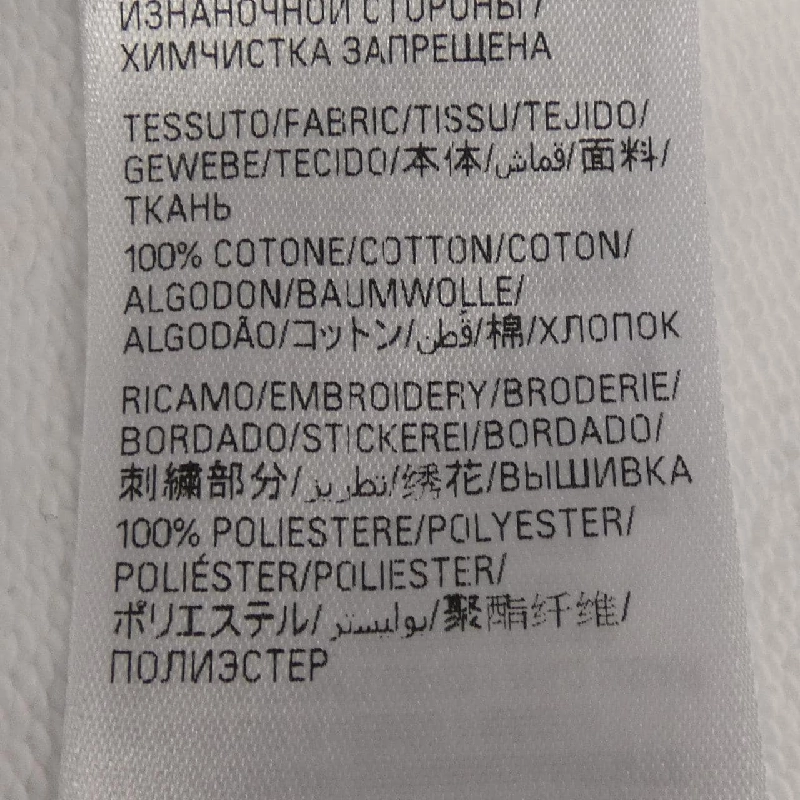 ИЗНАНОЧНОЙ СТОРОНЫ/
ХИМЧИСТКА ЗАПРЕЩЕНА
TESSUTO/FABRIC/TISSU/TEJIDO/
GEWEBE/TECIDO/本体/قماش/面料/
ТКАНЬ
100% COTONE/COTTON/COTON/
ALGODON/BAUMWOLLE/
ALGODÃO/コットン/قطن/棉/ХЛОПОК
RICAMO/EMBROIDERY/BRODERIE/
BORDADO/STICKEREI/BORDADO/
刺繍部分/تطريز/绣花/ВЫШИВКА
100% POLIESTERE/POLYESTER/
POLIÉSTER/POLIESTER/
ポリエステル/بوليستر/聚酯纤维/
ПОЛИЭСТЕР